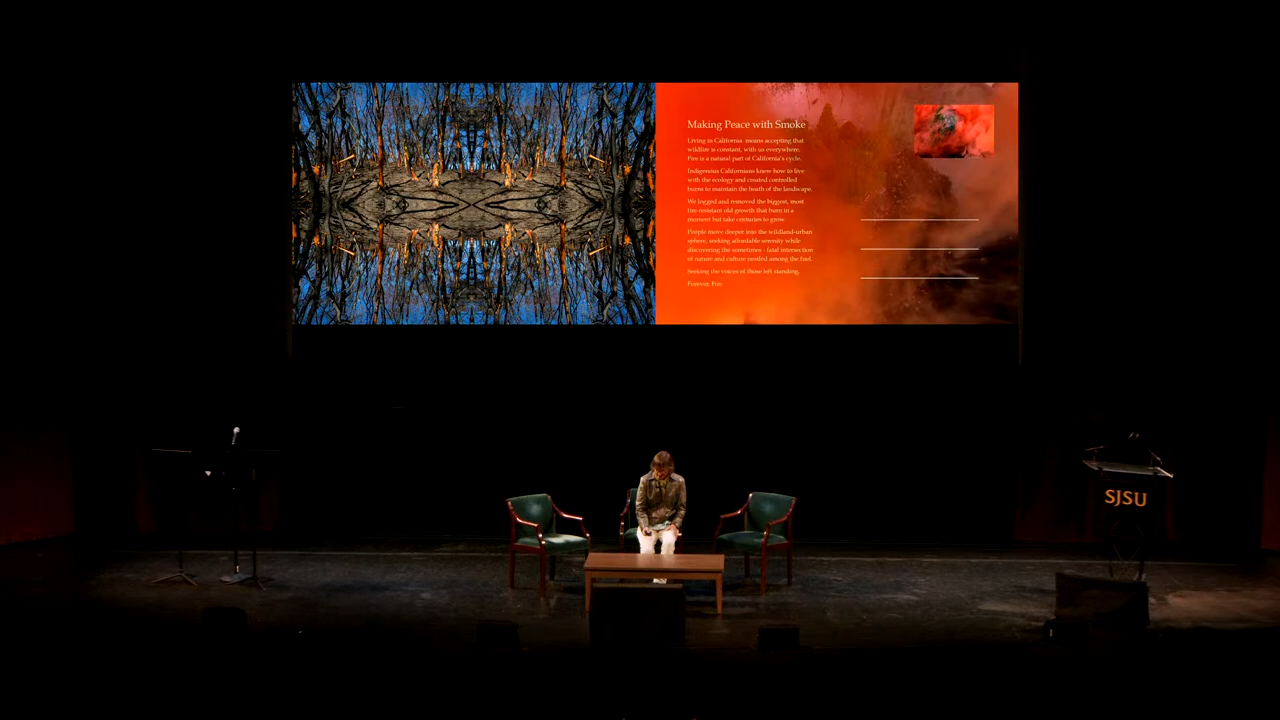 Making Peace with Smoke
Living in California means accepting that
wildfire is constant, with us everywhere.
Fire is a natural part of California's cycle.
Indigenous Californians knew how to live
with the ecology and created controlled
burns to maintain the heath of the landscape.
We logged and removed the biggest, most
fire-resistant old growth that burn in a
moment but take centuries to grow.
People move deeper into the wildland-urban
sphere, seeking affordable serenity while
discovering the sometimes - fatal intersection
of nature and culture nestled among the fuel.
Seeking the voices of those left standing.
Forever, Fire
SJSU